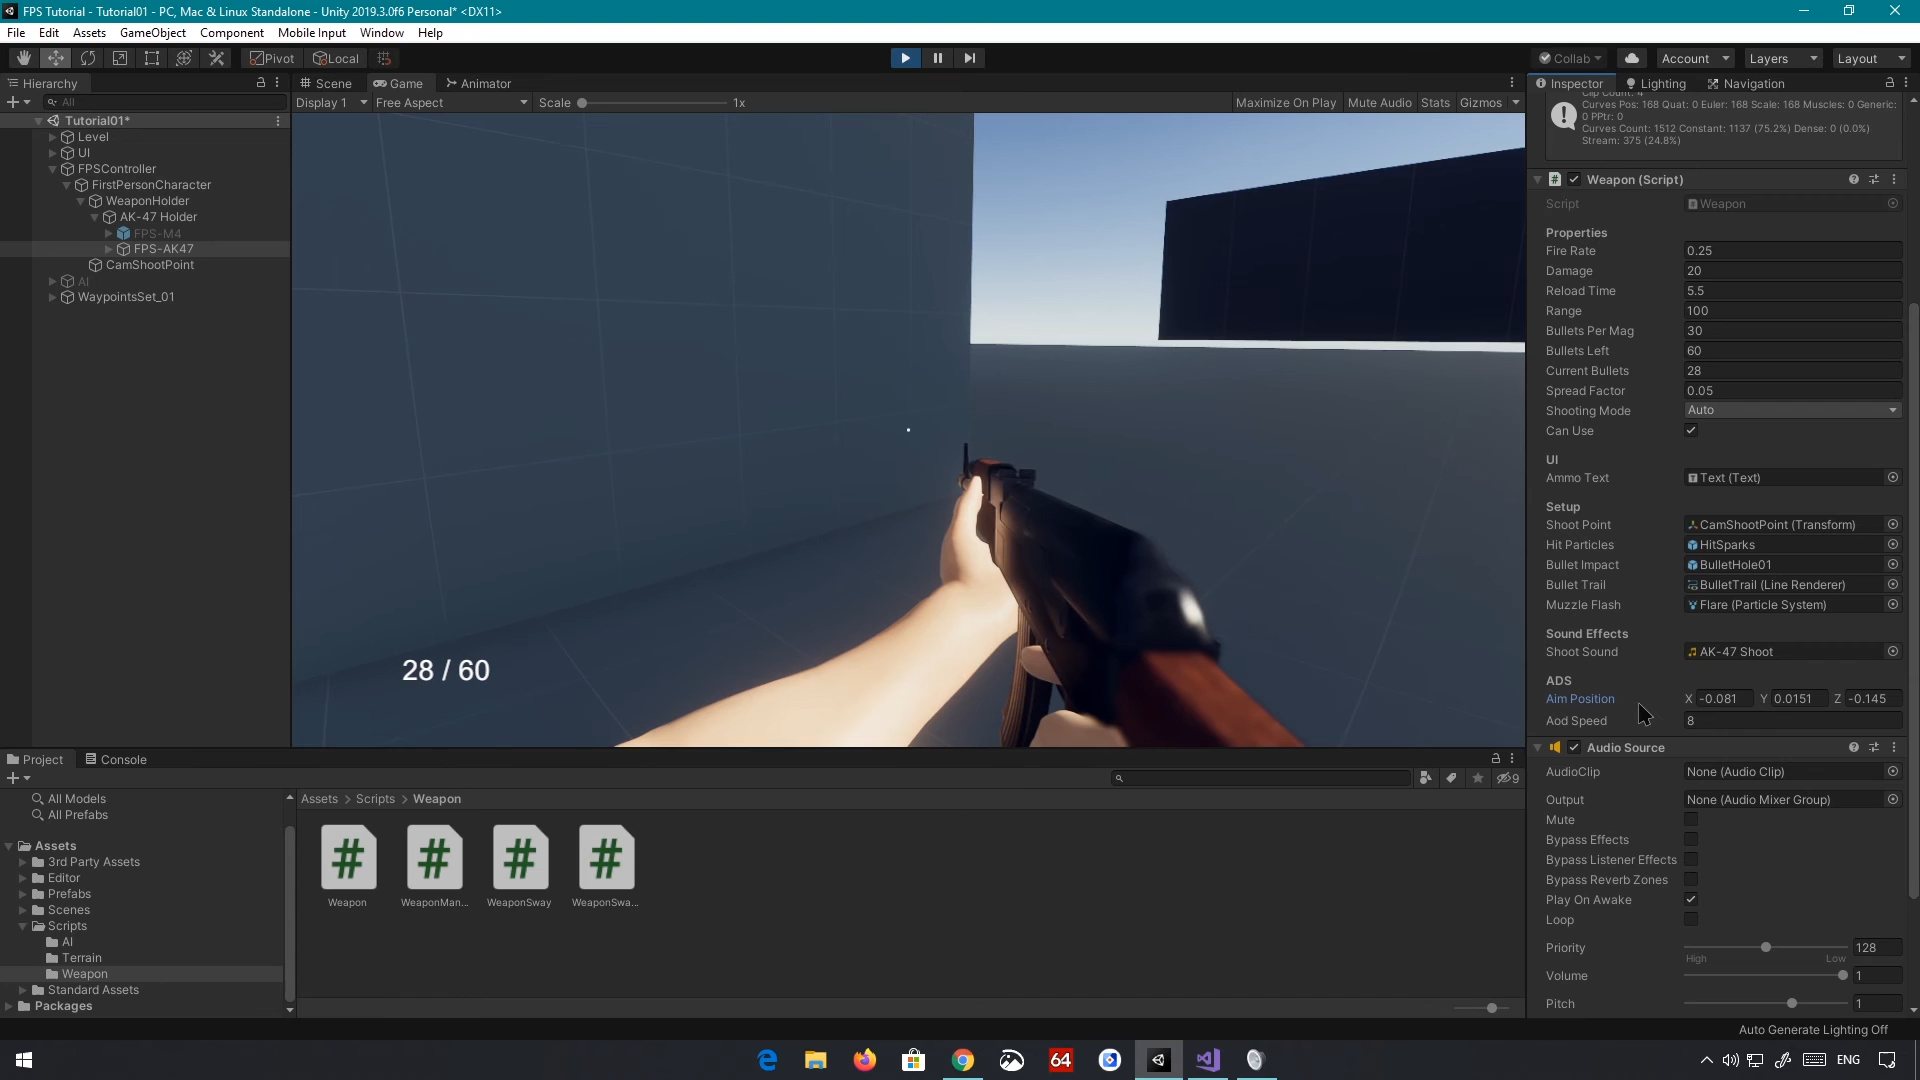 FPS Tutorial - Tutorial01 - PC, Mac & Linux Standalone - Unity 2019.3.0f6 Personal* <DX11>
File Edit Assets GameObject Component Mobile Input Window Help
Pivot Local
Collab Account Layers Layout
Hierarchy
All
Tutorial01*
Level
UI
FPSController
FirstPersonCharacter
WeaponHolder
AK-47 Holder
FPS-M4
FPS-AK47
CamShootPoint
AI
WaypointsSet_01
Scene Game Animator
Display 1 Free Aspect Scale 1x Maximize On Play Mute Audio Stats Gizmos
28 / 60
Inspector Lighting Navigation
Clip Count: 4
Curves Pos: 168 Quat: 0 Euler: 168 Scale: 168 Muscles: 0 Generic:
0 PPtr: 0
Curves Count: 1512 Constant: 1137 (75.2%) Dense: 0 (0.0%)
Stream: 375 (24.8%)
Weapon (Script)
Script Weapon
Properties
Fire Rate 0.25
Damage 20
Reload Time 5.5
Range 100
Bullets Per Mag 30
Bullets Left 60
Current Bullets 28
Spread Factor 0.05
Shooting Mode Auto
Can Use
UI
Ammo Text Text (Text)
Setup
Shoot Point CamShootPoint (Transform)
Hit Particles HitSparks
Bullet Impact BulletHole01
Bullet Trail BulletTrail (Line Renderer)
Muzzle Flash Flare (Particle System)
Sound Effects
Shoot Sound AK-47 Shoot
ADS
Aim Position X -0.081 Y 0.0151 Z -0.145
Aod Speed 8
Audio Source
AudioClip None (Audio Clip)
Output None (Audio Mixer Group)
Mute
Bypass Effects
Bypass Listener Effects
Bypass Reverb Zones
Play On Awake
Loop
Priority 128
High Low
Volume 1
Pitch 1
Project Console
9
All Models
All Prefabs
Assets
3rd Party Assets
Editor
Prefabs
Scenes
Scripts
AI
Terrain
Weapon
Standard Assets
Packages
Assets > Scripts > Weapon
Weapon WeaponMan... WeaponSway WeaponSwa...
Auto Generate Lighting Off
64
ENG